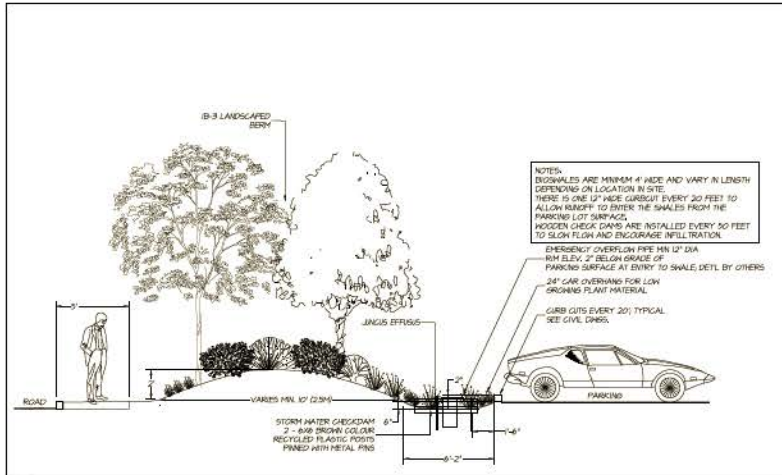 1B-3 LANDSCAPED
BERM
NOTES:
BIOSWALES ARE MINIMUM 4' WIDE AND VARY IN LENGTH
DEPENDING ON LOCATION IN SITE.
THERE IS ONE 12" WIDE CURBCUT EVERY 20 FEET TO
ALLOW RUNOFF TO ENTER THE SWALES FROM THE
PARKING LOT SURFACE.
WOODEN CHECK DAMS ARE INSTALLED EVERY 50 FEET
TO SLOW FLOW AND ENCOURAGE INFILLTRATION.
EMERGENCY OVERFLOW PIPE MIN 12" DIA
RIM ELEV. 2" BELOW GRADE OF
PARKING SURFACE AT ENTRY TO SWALE; DETL BY OTHERS
24" CAR OVERHANG FOR LOW
GROWING PLANT MATERIAL
CURB CUTS EVERY 20'; TYPICAL
SEE CIVIL DWGS.
JUNCUS EFFUSUS
5'
2"
ROAD
VARIES MIN. 10' (2.5M)
6"
PARKING
STORM WATER CHECKDAM
2 - 6X6 BROWN COLOUR
RECYCLED PLASTIC POSTS
PINNED WITH METAL PINS
1'-6"
6'-2"